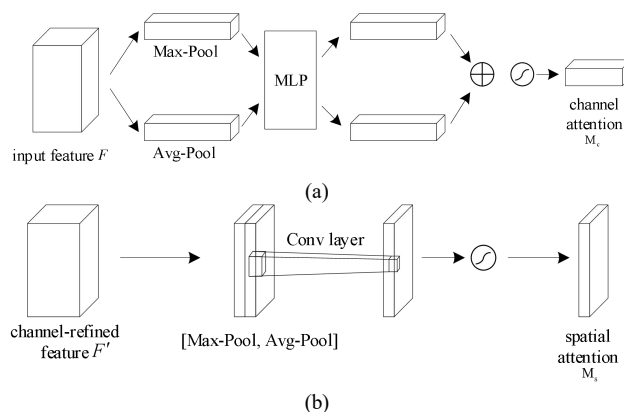 Max-Pool
MLP
Avg-Pool
input feature F
channel
attention
Mc
(a)
Conv layer
channel-refined
feature F'
[Max-Pool, Avg-Pool]
spatial
attention
Ms
(b)